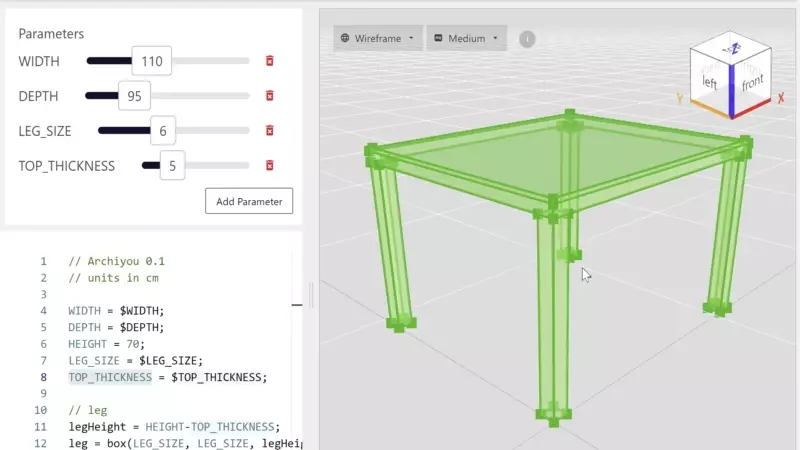 Parameters
WIDTH 110
DEPTH 95
LEG_SIZE 6
TOP_THICKNESS 5
Add Parameter
1 // Archiyou 0.1
2 // units in cm
3
4 WIDTH = $WIDTH;
5 DEPTH = $DEPTH;
6 HEIGHT = 70;
7 LEG_SIZE = $LEG_SIZE;
8 TOP_THICKNESS = $TOP_THICKNESS;
9
10 // leg
11 legHeight = HEIGHT-TOP_THICKNESS;
12 leg = box(LEG_SIZE, LEG_SIZE, legHei
Wireframe
Medium
i
Z
left
front
Y
X